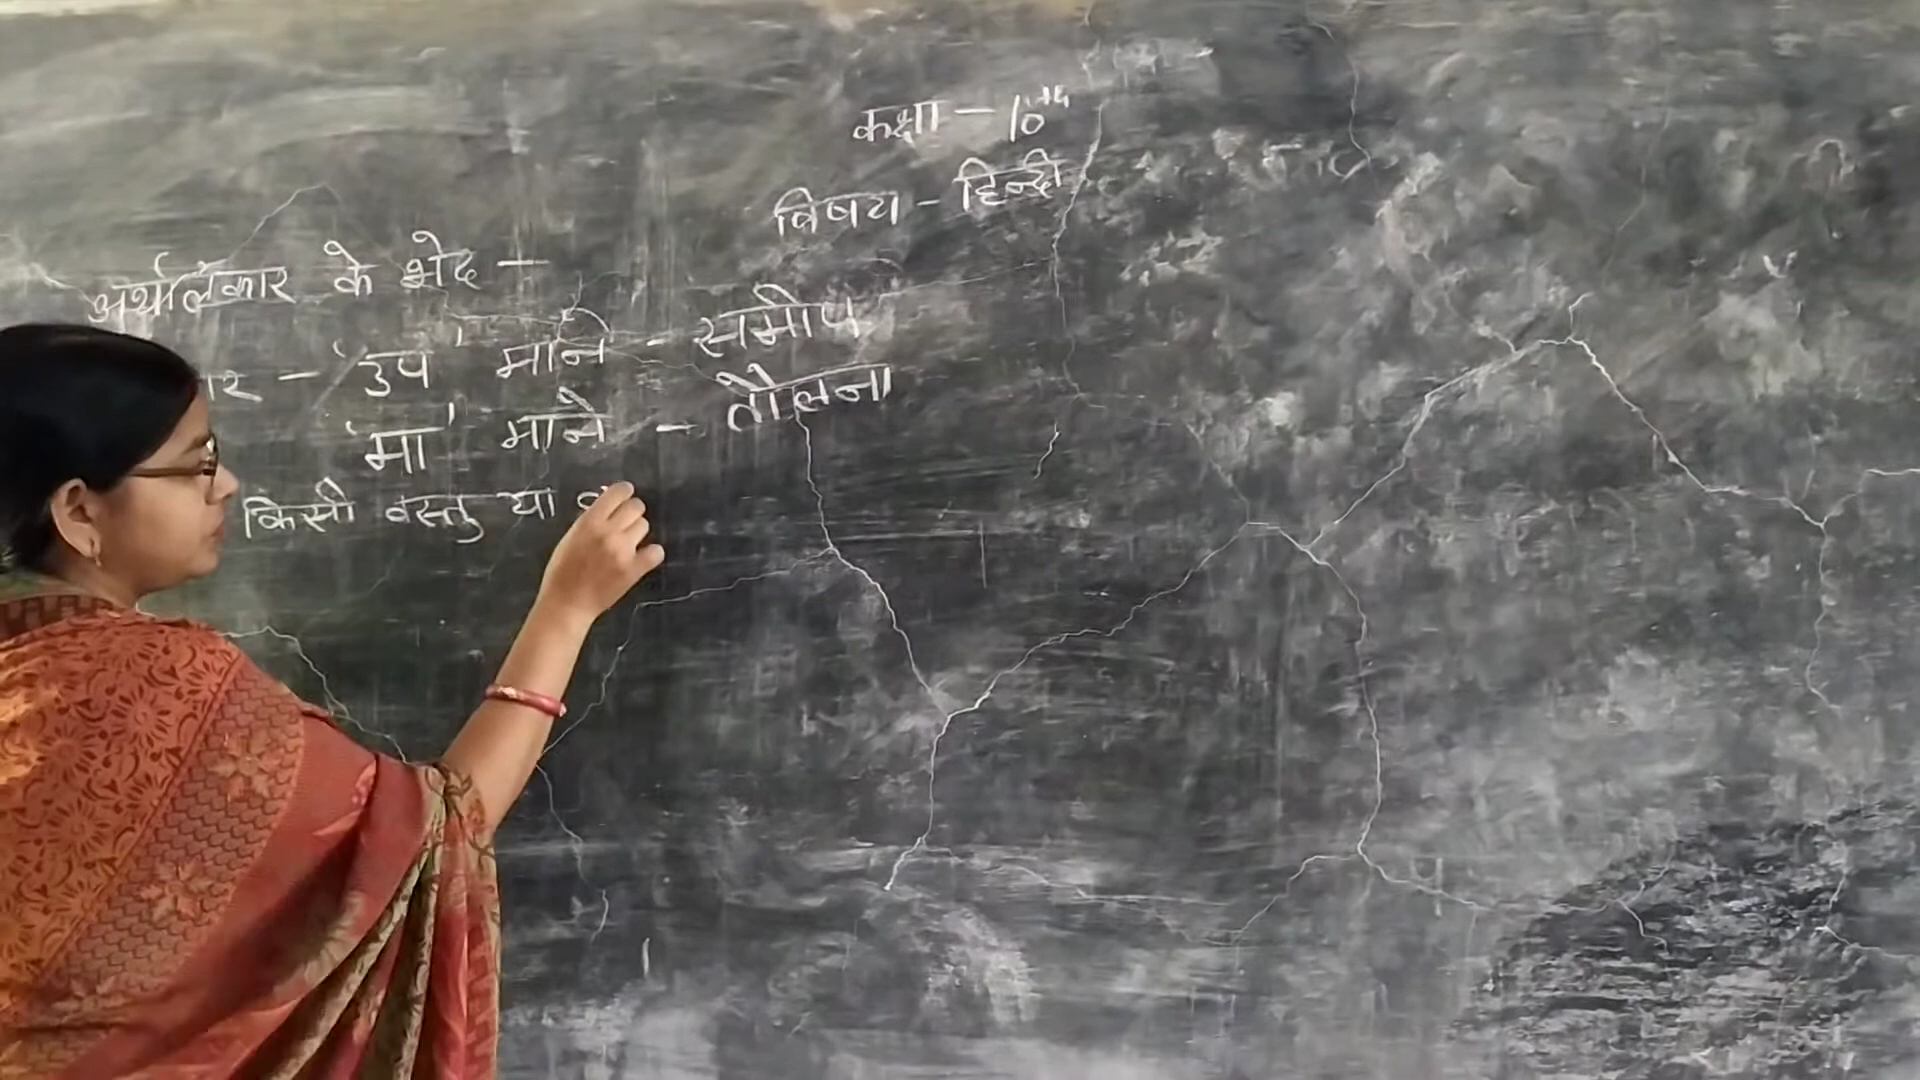 कक्षा - 10th
विषय - हिन्दी
अर्थालंकार के भेद -
ार - 'उप' माने - समीप
'मा' माने - तौलना
किसी वस्तु या व